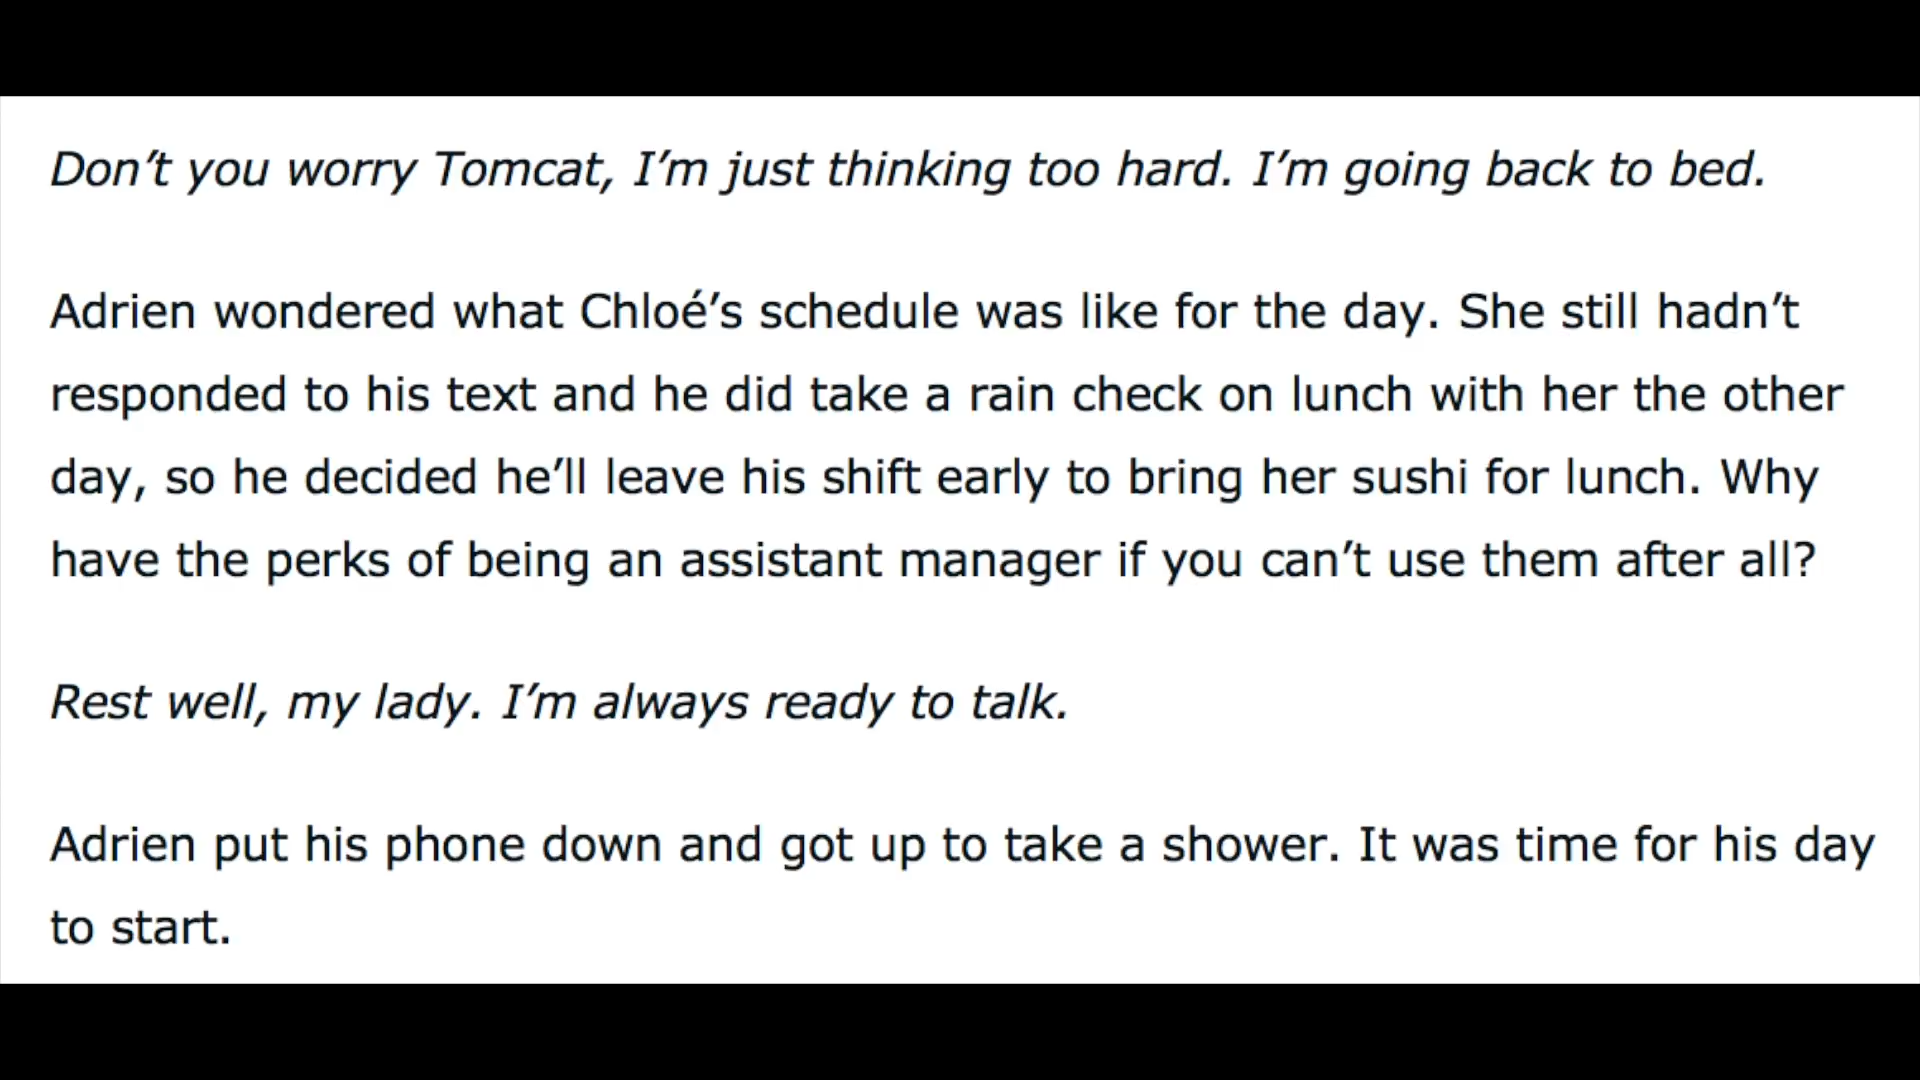 Don’t you worry Tomcat, I’m just thinking too hard. I’m going back to bed.
Adrien wondered what Chloé’s schedule was like for the day. She still hadn’t
responded to his text and he did take a rain check on lunch with her the other
day, so he decided he’ll leave his shift early to bring her sushi for lunch. Why
have the perks of being an assistant manager if you can’t use them after all?
Rest well, my lady. I’m always ready to talk.
Adrien put his phone down and got up to take a shower. It was time for his day
to start.